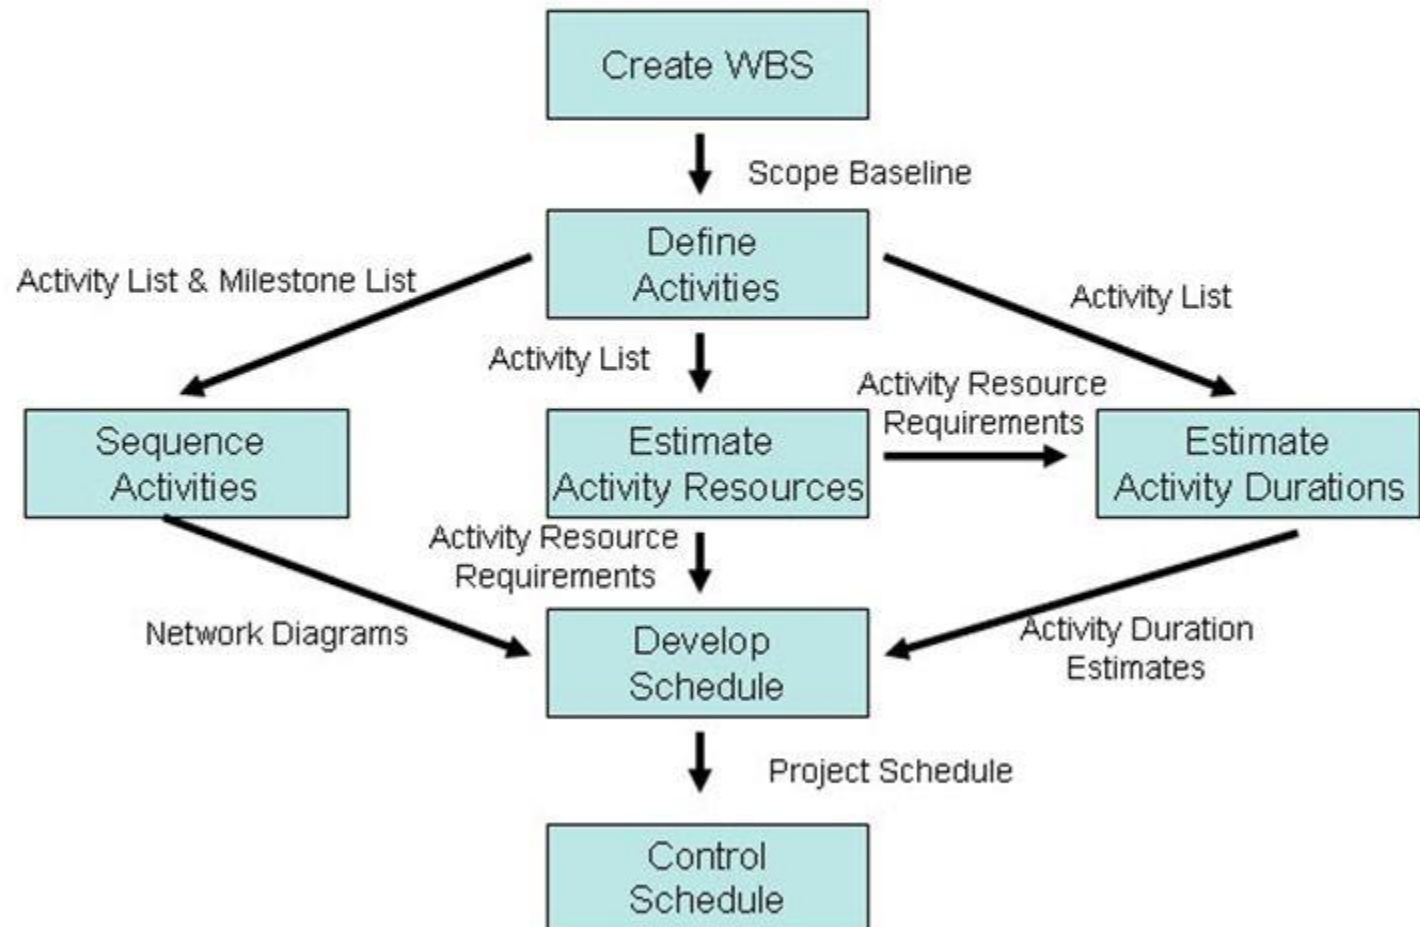 Create WBS
Scope Baseline
Define
Activities
Activity List & Milestone List
Activity List
Activity List
Activity Resource
Requirements
Sequence
Activities
Estimate
Activity Resources
Estimate
Activity Durations
Activity Resource
Requirements
Network Diagrams
Develop
Schedule
Activity Duration
Estimates
Project Schedule
Control
Schedule